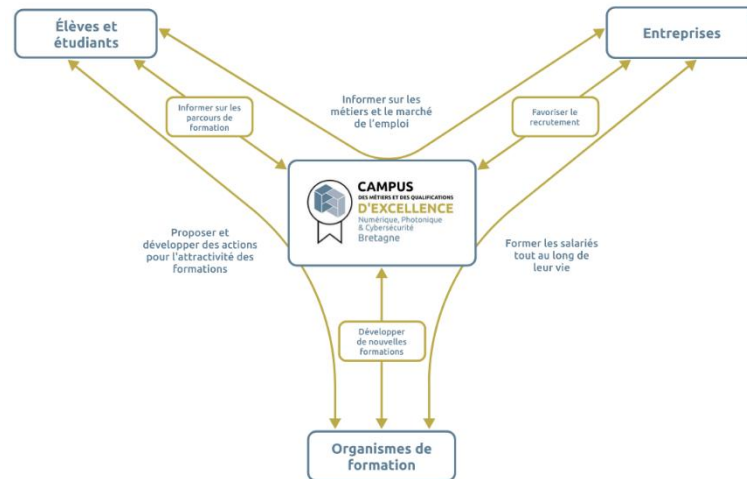 Élèves et
étudiants
Entreprises
Informer sur les
parcours de
formation
Informer sur les
métiers et le marché
de l'emploi
Favoriser le
recrutement
CAMPUS
DES MÉTIERS ET DES QUALIFICATIONS
D'EXCELLENCE
Numérique, Photonique
& Cybersécurité
Bretagne
Proposer et
développer des actions
pour l'attractivité des
formations
Former les salariés
tout au long de
leur vie
Développer
de nouvelles
formations
Organismes de
formation